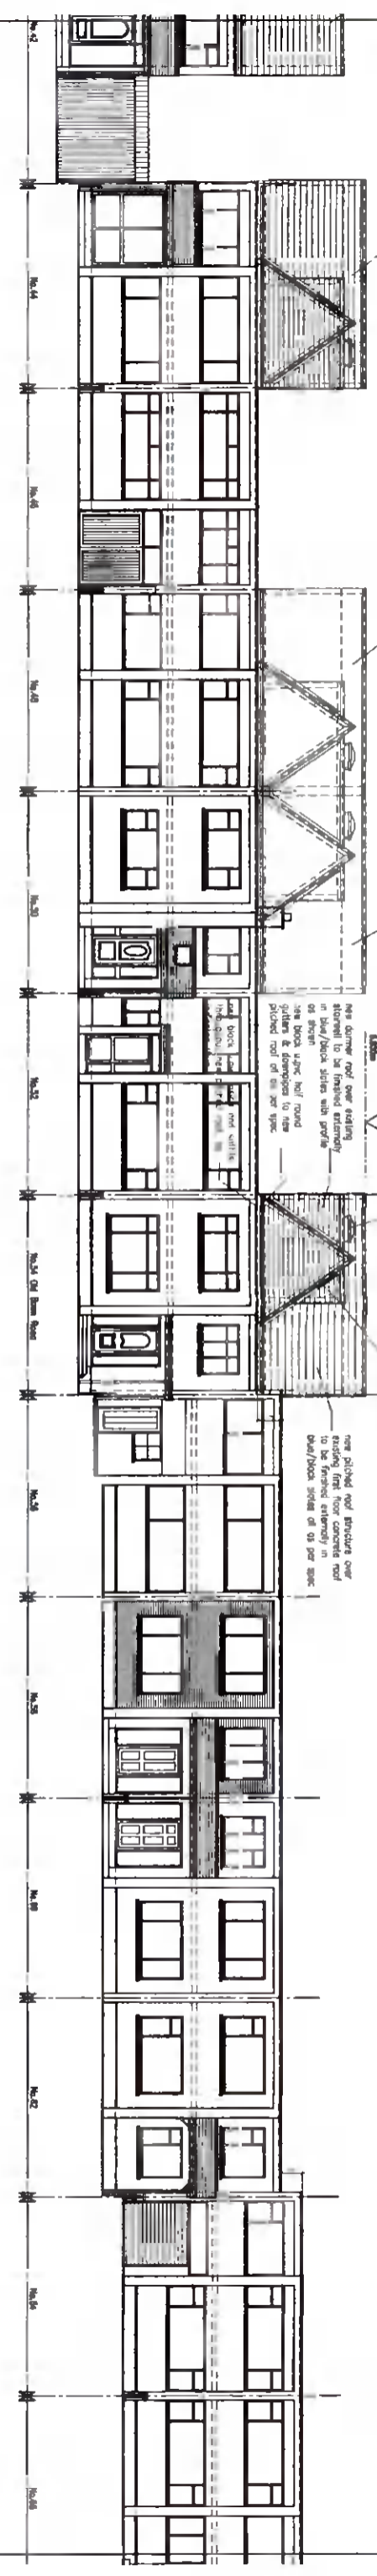 No.42
No.44
No.46
No.48
No.50
No.52
No.54 Old Bawn Road
No.56
No.58
No.60
No.62
No.64
No.66
new dormer roof over existing
stairwell to be finished externally
in blue/black slates with profile
as shown
new black upvc half round
gutters & downpipes to new
pitched roof all as per spec
new pitched roof structure over
existing first floor concrete roof
to be finished externally in
blue/black slates all as per spec